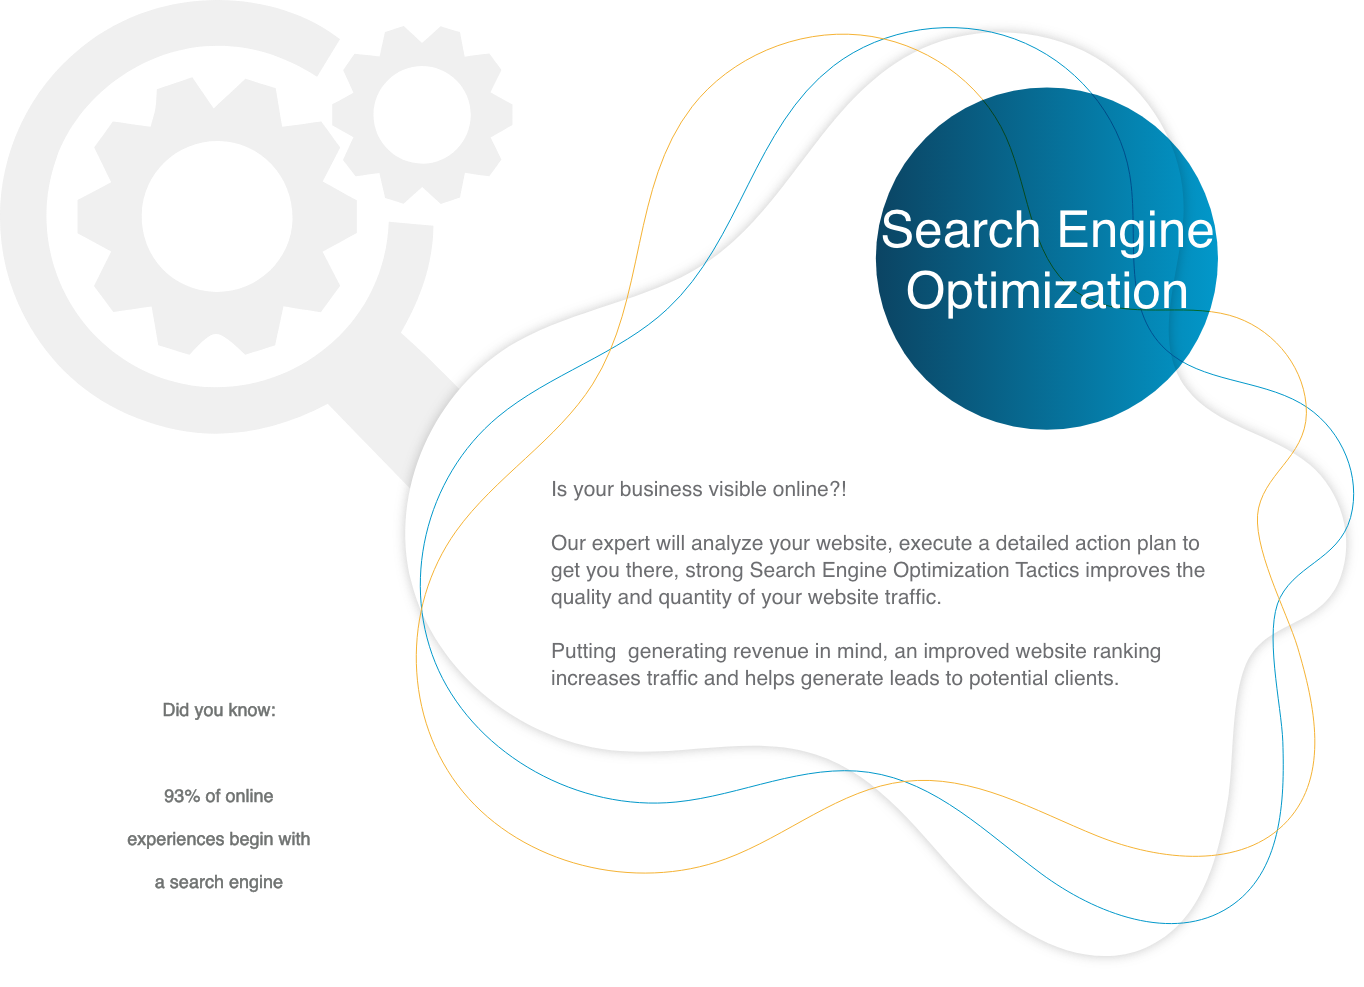 Search Engine
Optimization
Is your business visible online?!
Our expert will analyze your website, execute a detailed action plan to
get you there, strong Search Engine Optimization Tactics improves the
quality and quantity of your website traffic.
Putting  generating revenue in mind, an improved website ranking
increases traffic and helps generate leads to potential clients.
Did you know:
93% of online
experiences begin with
a search engine